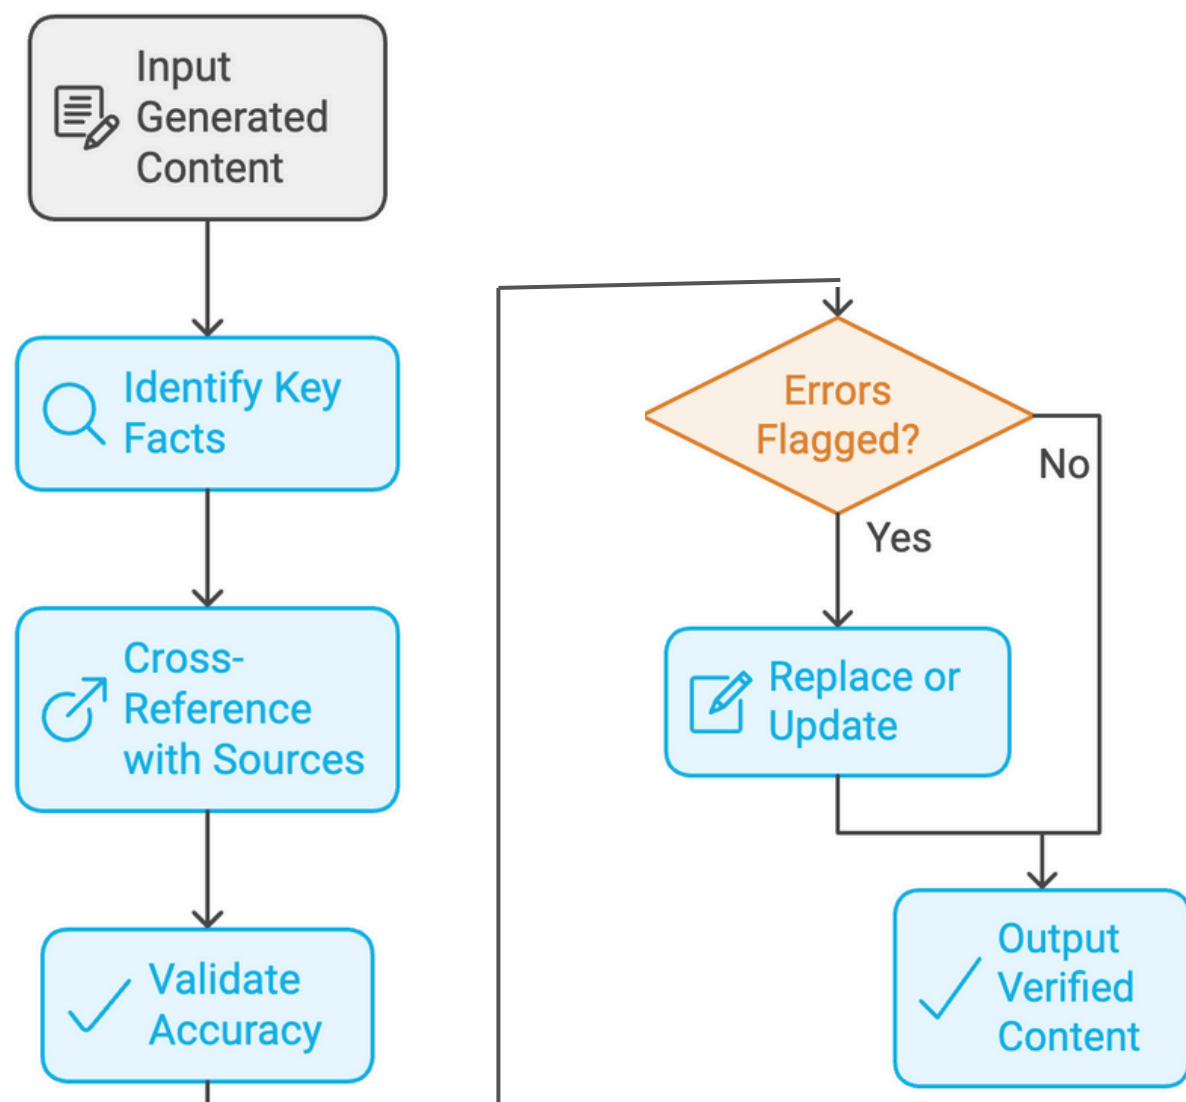 Input
Generated
Content
Identify Key
Facts
Cross-
Reference
with Sources
Validate
Accuracy
Errors
Flagged?
No
Yes
Replace or
Update
Output
Verified
Content